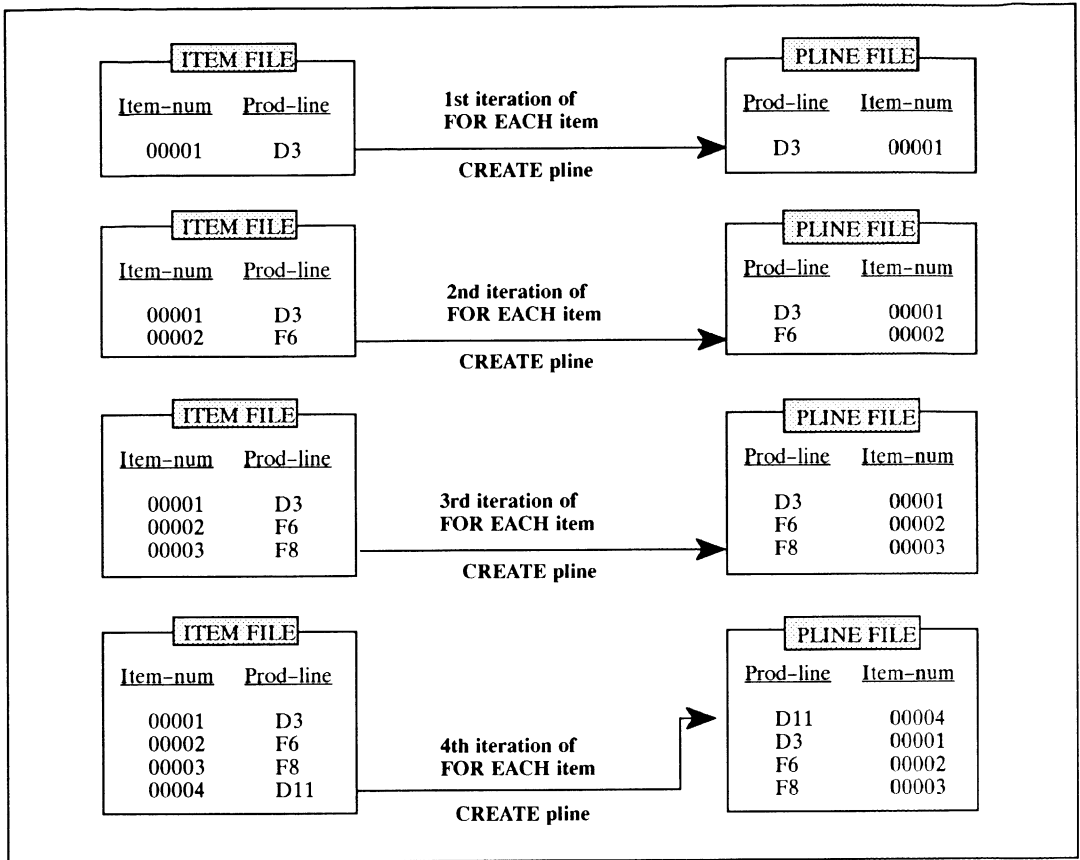 ITEM FILE
Item-num Prod-line
00001 D3
1st iteration of
FOR EACH item
CREATE pline
PLINE FILE
Prod-line Item-num
D3 00001
ITEM FILE
Item-num Prod-line
00001 D3
00002 F6
2nd iteration of
FOR EACH item
CREATE pline
PLINE FILE
Prod-line Item-num
D3 00001
F6 00002
ITEM FILE
Item-num Prod-line
00001 D3
00002 F6
00003 F8
3rd iteration of
FOR EACH item
CREATE pline
PLINE FILE
Prod-line Item-num
D3 00001
F6 00002
F8 00003
ITEM FILE
Item-num Prod-line
00001 D3
00002 F6
00003 F8
00004 D11
4th iteration of
FOR EACH item
CREATE pline
PLINE FILE
Prod-line Item-num
D11 00004
D3 00001
F6 00002
F8 00003